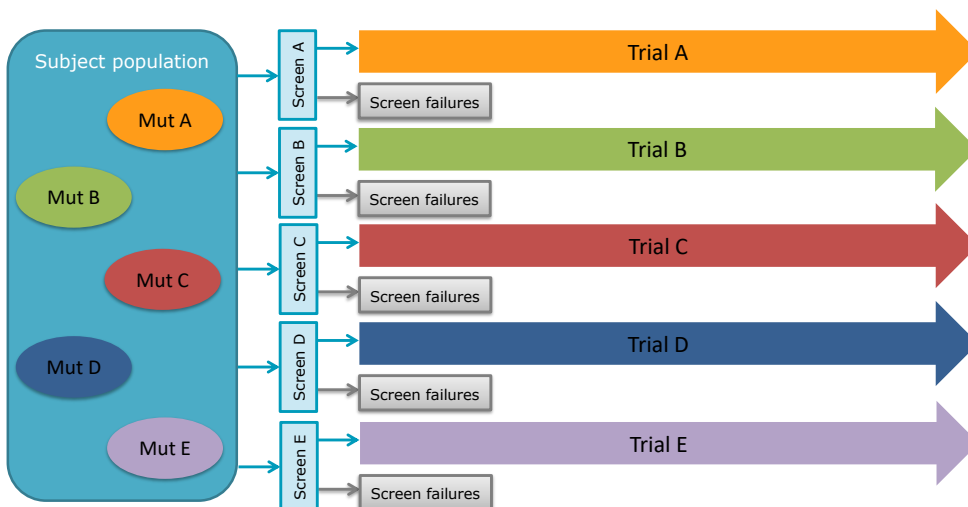 Subject population
Mut A
Mut B
Mut C
Mut D
Mut E
Screen A
Trial A
Screen failures
Screen B
Trial B
Screen failures
Screen C
Trial C
Screen failures
Screen D
Trial D
Screen failures
Screen E
Trial E
Screen failures